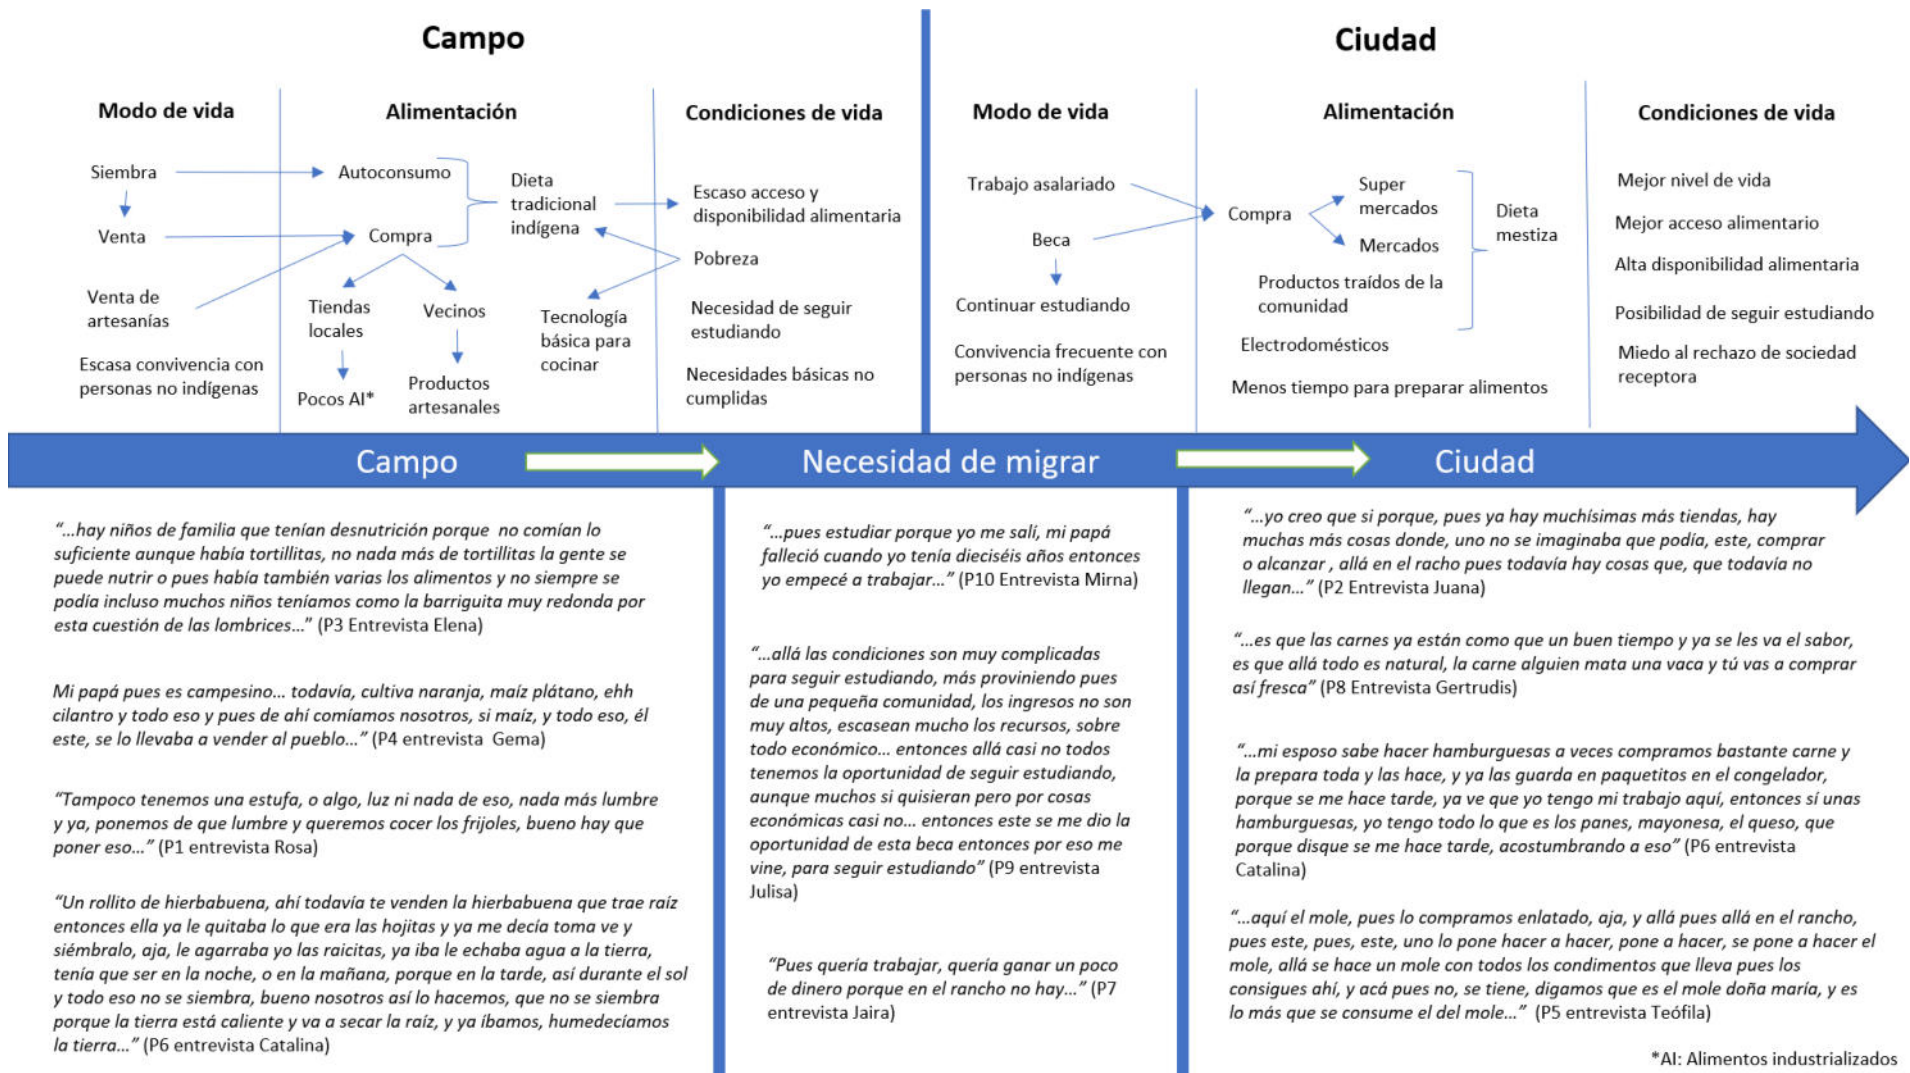 Campo
Modo de vida
Alimentación
Condiciones de vida
Siembra
Autoconsumo
Dieta
tradicional
indígena
Escaso acceso y
disponibilidad alimentaria
Venta
Compra
Pobreza
Venta de
artesanías
Tiendas
locales
Vecinos
Tecnología
básica para
cocinar
Necesidad de seguir
estudiando
Escasa convivencia con
personas no indígenas
Pocos AI*
Productos
artesanales
Necesidades básicas no
cumplidas
Ciudad
Modo de vida
Alimentación
Condiciones de vida
Trabajo asalariado
Compra
Super
mercados
Mercados
Dieta
mestiza
Mejor nivel de vida
Mejor acceso alimentario
Beca
Alta disponibilidad alimentaria
Continuar estudiando
Productos traídos de la
comunidad
Posibilidad de seguir estudiando
Convivencia frecuente con
personas no indígenas
Electrodomésticos
Menos tiempo para preparar alimentos
Miedo al rechazo de sociedad
receptora
Campo
Necesidad de migrar
Ciudad
“…hay niños de familia que tenían desnutrición porque no comían lo
suficiente aunque había tortillitas, no nada más de tortillitas la gente se
puede nutrir o pues había también varias los alimentos y no siempre se
podía incluso muchos niños teníamos como la barriguita muy redonda por
esta cuestión de las lombrices…” (P3 Entrevista Elena)
Mi papá pues es campesino… todavía, cultiva naranja, maíz plátano, ehh
cilantro y todo eso y pues de ahí comíamos nosotros, si maíz, y todo eso, él
este, se lo llevaba a vender al pueblo…” (P4 entrevista Gema)
“Tampoco tenemos una estufa, o algo, luz ni nada de eso, nada más lumbre
y ya, ponemos de que lumbre y queremos cocer los frijoles, bueno hay que
poner eso…” (P1 entrevista Rosa)
“Un rollito de hierbabuena, ahí todavía te venden la hierbabuena que trae raíz
entonces ella ya le quitaba lo que era las hojitas y ya me decía toma ve y
siémbralo, aja, le agarraba yo las raicitas, ya iba le echaba agua a la tierra,
tenía que ser en la noche, o en la mañana, porque en la tarde, así durante el sol
y todo eso no se siembra, bueno nosotros así lo hacemos, que no se siembra
porque la tierra está caliente y va a secar la raíz, y ya íbamos, humedecíamos
la tierra…” (P6 entrevista Catalina)
“…pues estudiar porque yo me salí, mi papá
falleció cuando yo tenía dieciséis años entonces
yo empecé a trabajar…” (P10 Entrevista Mirna)
“…allá las condiciones son muy complicadas
para seguir estudiando, más proviniendo pues
de una pequeña comunidad, los ingresos no son
muy altos, escasean mucho los recursos, sobre
todo económico… entonces allá casi no todos
tenemos la oportunidad de seguir estudiando,
aunque muchos si quisieran pero por cosas
económicas casi no… entonces este se me dio la
oportunidad de esta beca entonces por eso me
vine, para seguir estudiando” (P9 entrevista
Julisa)
“Pues quería trabajar, quería ganar un poco
de dinero porque en el rancho no hay…” (P7
entrevista Jaira)
“…yo creo que si porque, pues ya hay muchísimas más tiendas, hay
muchas más cosas donde, uno no se imaginaba que podía, este, comprar
o alcanzar , allá en el racho pues todavía hay cosas que, que todavía no
llegan…” (P2 Entrevista Juana)
“…es que las carnes ya están como que un buen tiempo y ya se les va el sabor,
es que allá todo es natural, la carne alguien mata una vaca y tú vas a comprar
así fresca” (P8 Entrevista Gertrudis)
“…mi esposo sabe hacer hamburguesas a veces compramos bastante carne y
la prepara toda y las hace, y ya las guarda en paquetitos en el congelador,
porque se me hace tarde, ya ve que yo tengo mi trabajo aquí, entonces sí unas
hamburguesas, yo tengo todo lo que es los panes, mayonesa, el queso, que
porque disque se me hace tarde, acostumbrando a eso” (P6 entrevista
Catalina)
“…aquí el mole, pues lo compramos enlatado, aja, y allá pues allá en el rancho,
pues este, pues, este, uno lo pone hacer a hacer, pone a hacer, se pone a hacer el
mole, allá se hace un mole con todos los condimentos que lleva pues los
consigues ahí, y acá pues no, se tiene, digamos que es el mole doña maría, y es
lo más que se consume el del mole…” (P5 entrevista Teófila)
*AI: Alimentos industrializados